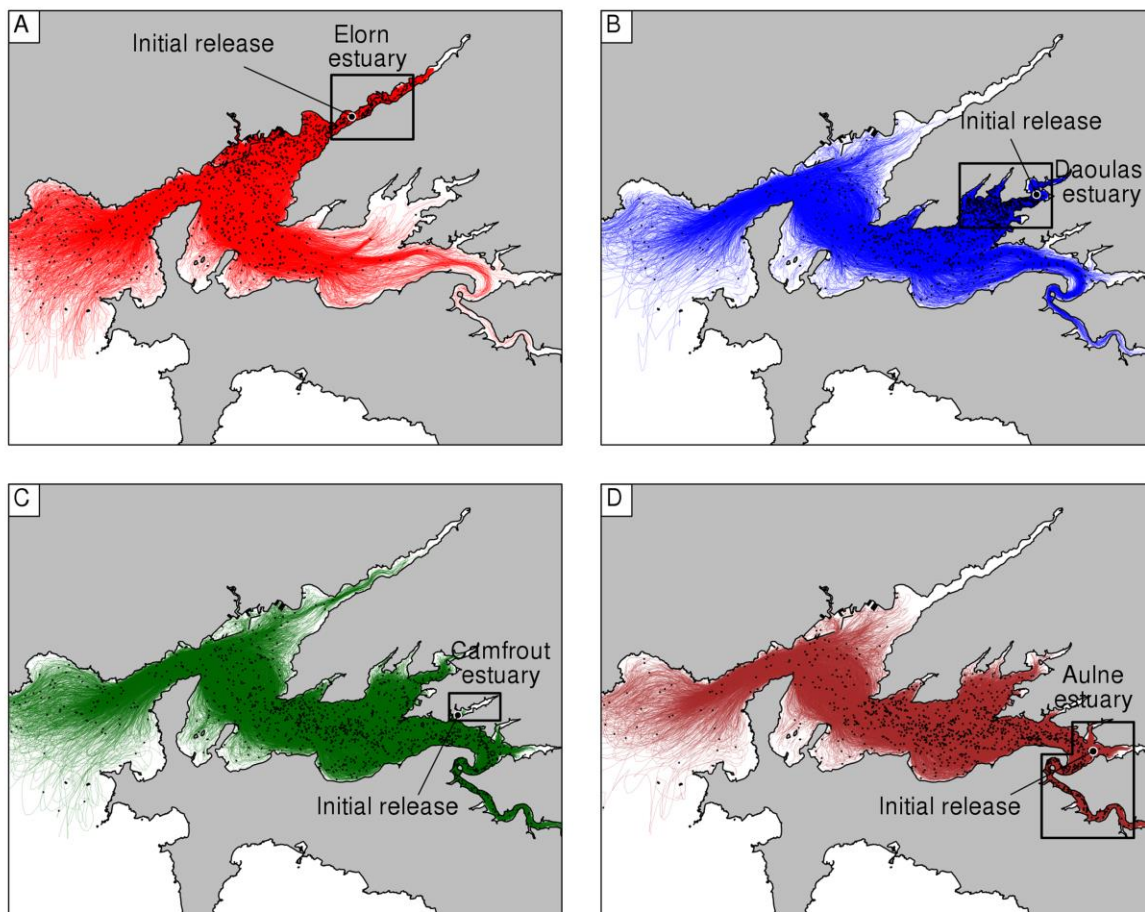 A
Initial release
Elorn
estuary
B
Initial release
Daoulas
estuary
C
Camfrout
estuary
Initial release
D
Aulne
estuary
Initial release